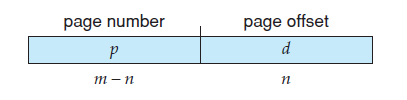 page number page offset
p d
m – n n